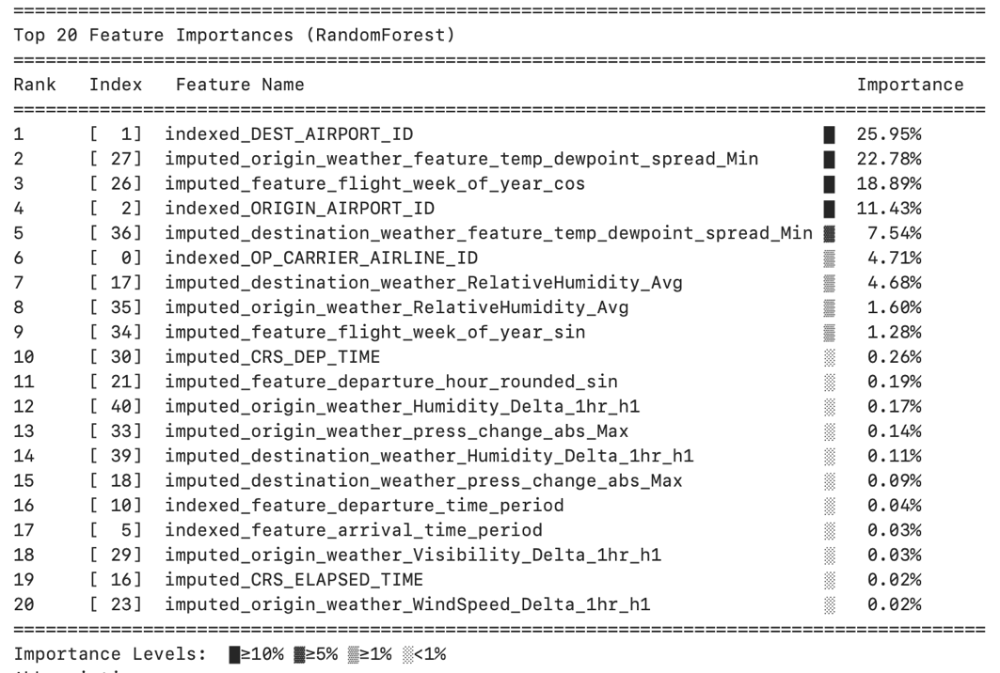 ==========================================================================================
Top 20 Feature Importances (RandomForest)
==========================================================================================
Rank   Index   Feature Name                                                   Importance
==========================================================================================
1      [  1]  indexed_DEST_AIRPORT_ID                                      █  25.95%
2      [ 27]  imputed_origin_weather_feature_temp_dewpoint_spread_Min      █  22.78%
3      [ 26]  imputed_feature_flight_week_of_year_cos                      █  18.89%
4      [  2]  indexed_ORIGIN_AIRPORT_ID                                    █  11.43%
5      [ 36]  imputed_destination_weather_feature_temp_dewpoint_spread_Min ▓   7.54%
6      [  0]  indexed_OP_CARRIER_AIRLINE_ID                                ▒   4.71%
7      [ 17]  imputed_destination_weather_RelativeHumidity_Avg             ▒   4.68%
8      [ 35]  imputed_origin_weather_RelativeHumidity_Avg                  ▒   1.60%
9      [ 34]  imputed_feature_flight_week_of_year_sin                      ▒   1.28%
10     [ 30]  imputed_CRS_DEP_TIME                                         ░   0.26%
11     [ 21]  imputed_feature_departure_hour_rounded_sin                   ░   0.19%
12     [ 40]  imputed_origin_weather_Humidity_Delta_1hr_h1                 ░   0.17%
13     [ 33]  imputed_origin_weather_press_change_abs_Max                  ░   0.14%
14     [ 39]  imputed_destination_weather_Humidity_Delta_1hr_h1            ░   0.11%
15     [ 18]  imputed_destination_weather_press_change_abs_Max             ░   0.09%
16     [ 10]  indexed_feature_departure_time_period                        ░   0.04%
17     [  5]  indexed_feature_arrival_time_period                          ░   0.03%
18     [ 29]  imputed_origin_weather_Visibility_Delta_1hr_h1               ░   0.03%
19     [ 16]  imputed_CRS_ELAPSED_TIME                                     ░   0.02%
20     [ 23]  imputed_origin_weather_WindSpeed_Delta_1hr_h1                ░   0.02%
==========================================================================================
Importance Levels:  █≥10% ▓≥5% ▒≥1% ░<1%